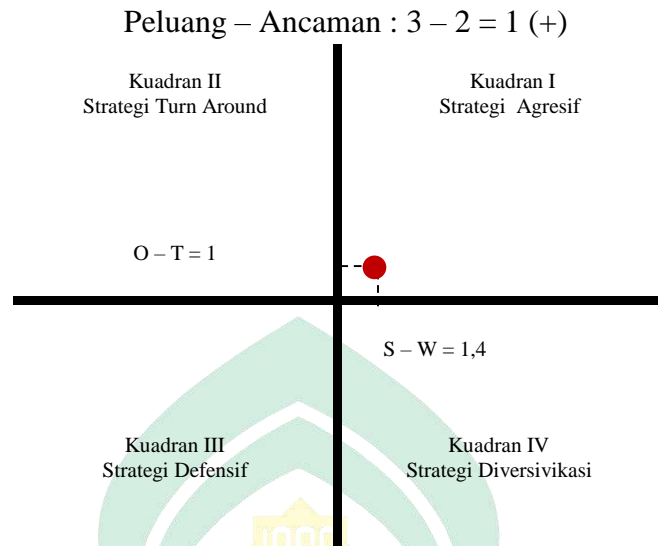 Peluang – Ancaman : 3 – 2 = 1 (+)
Kuadran II
Strategi Turn Around
Kuadran I
Strategi Agresif
O – T = 1
S – W = 1,4
Kuadran III
Strategi Defensif
Kuadran IV
Strategi Diversivikasi